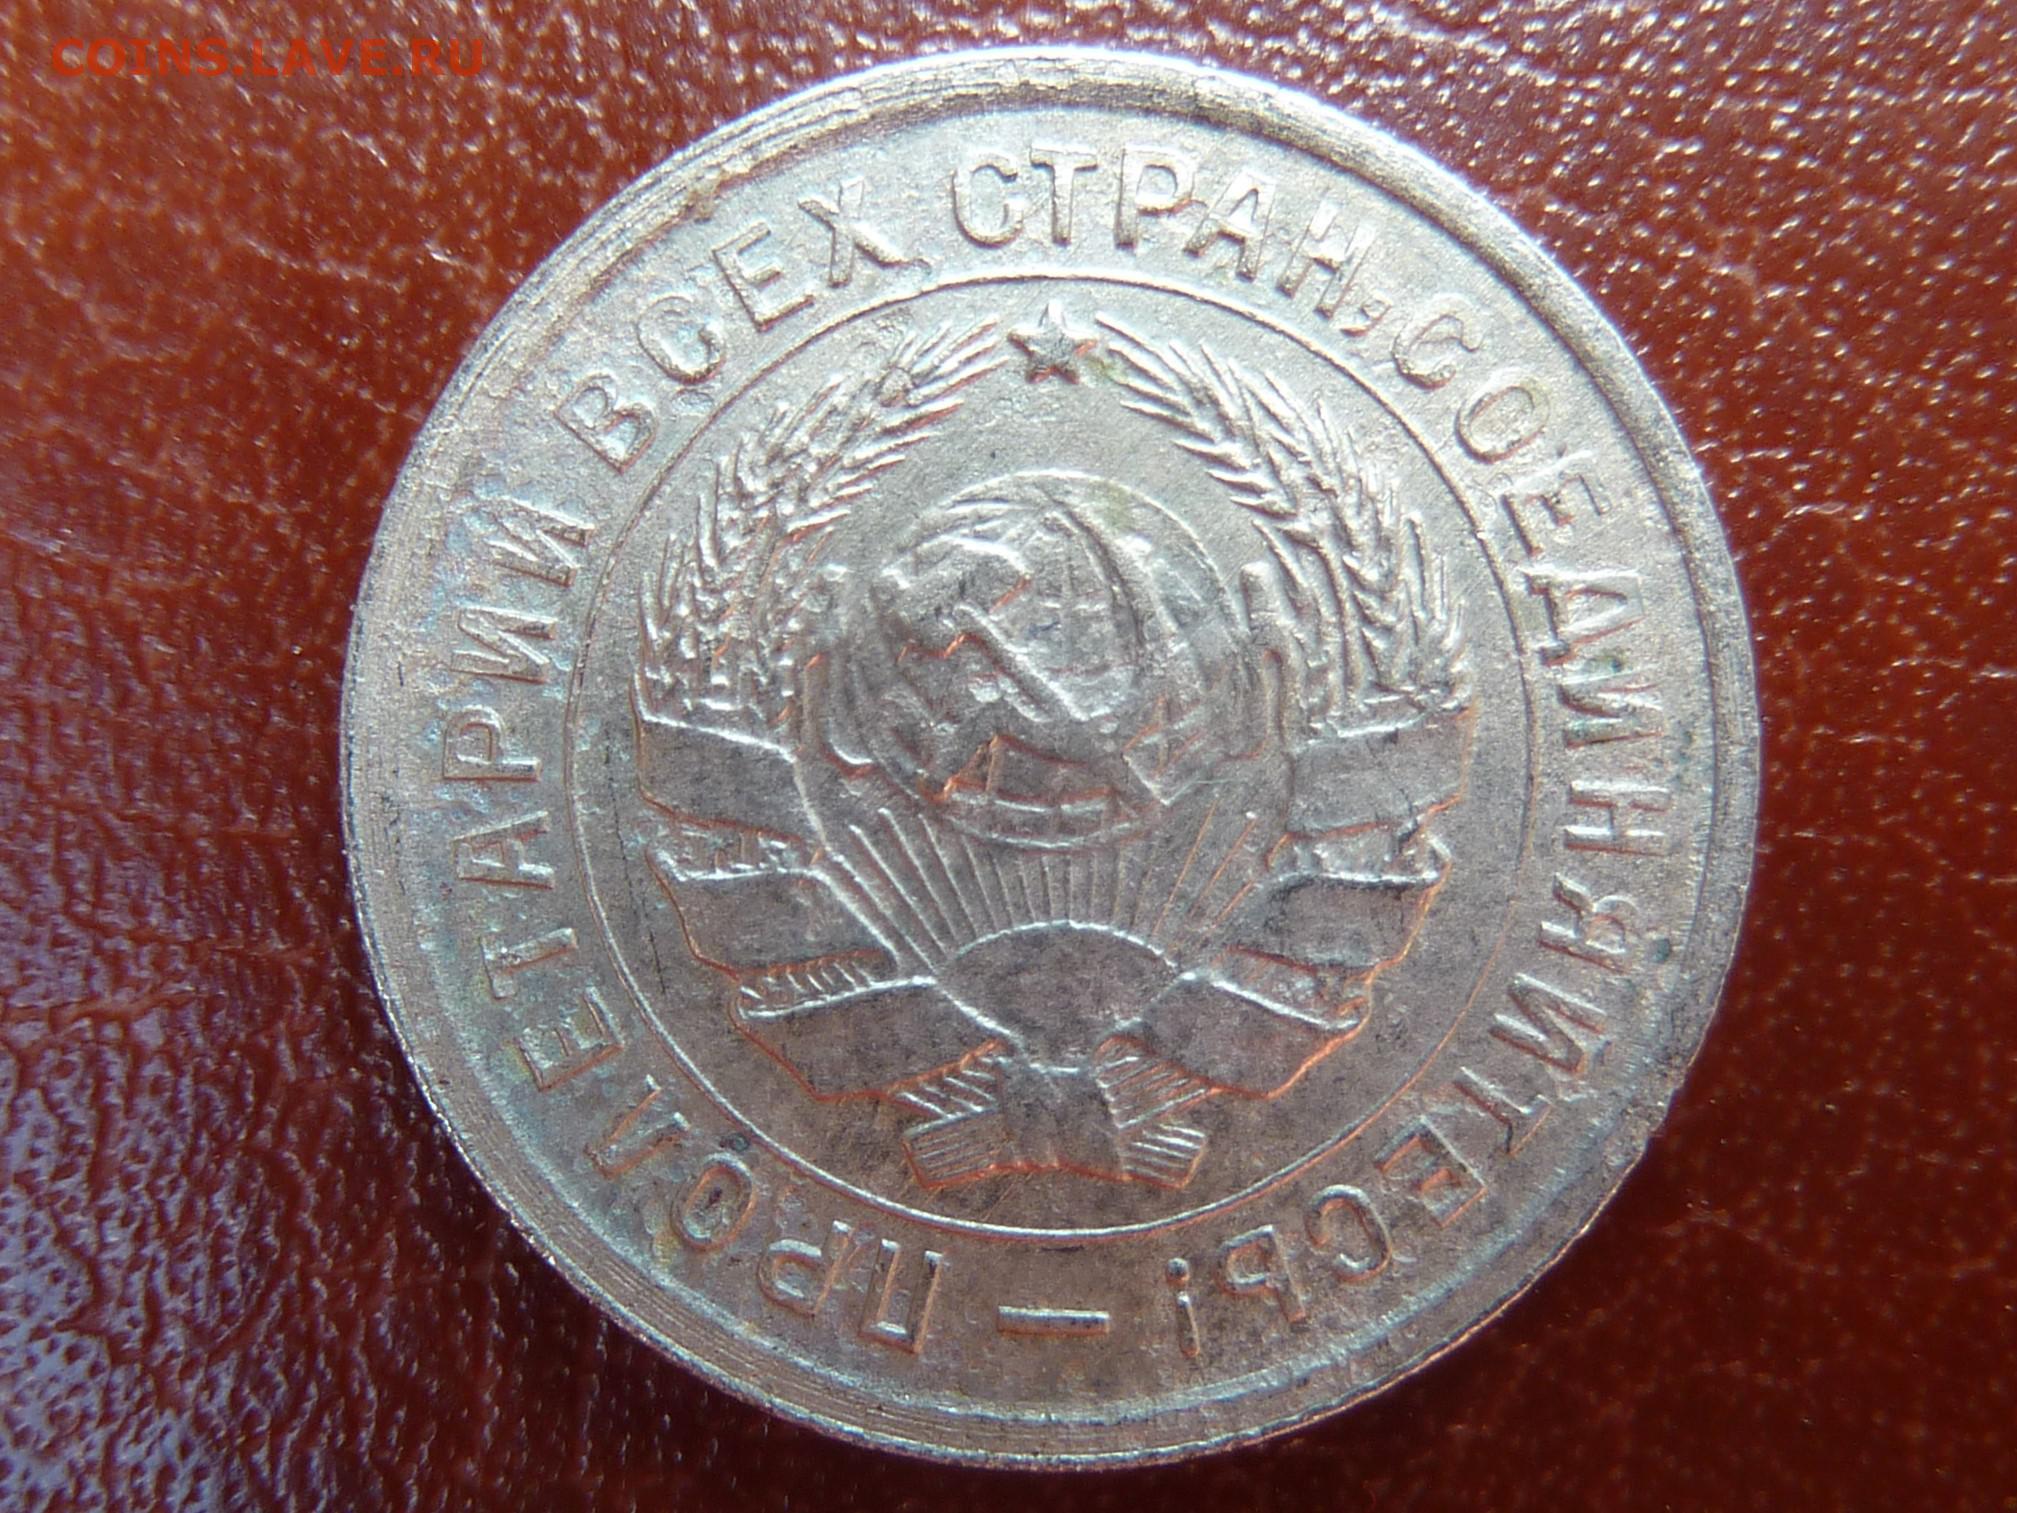 COINS.LAVE.RU
ПРОЛЕТАРИИ ВСЕХ СТРАН, СОЕДИНЯЙТЕСЬ! —